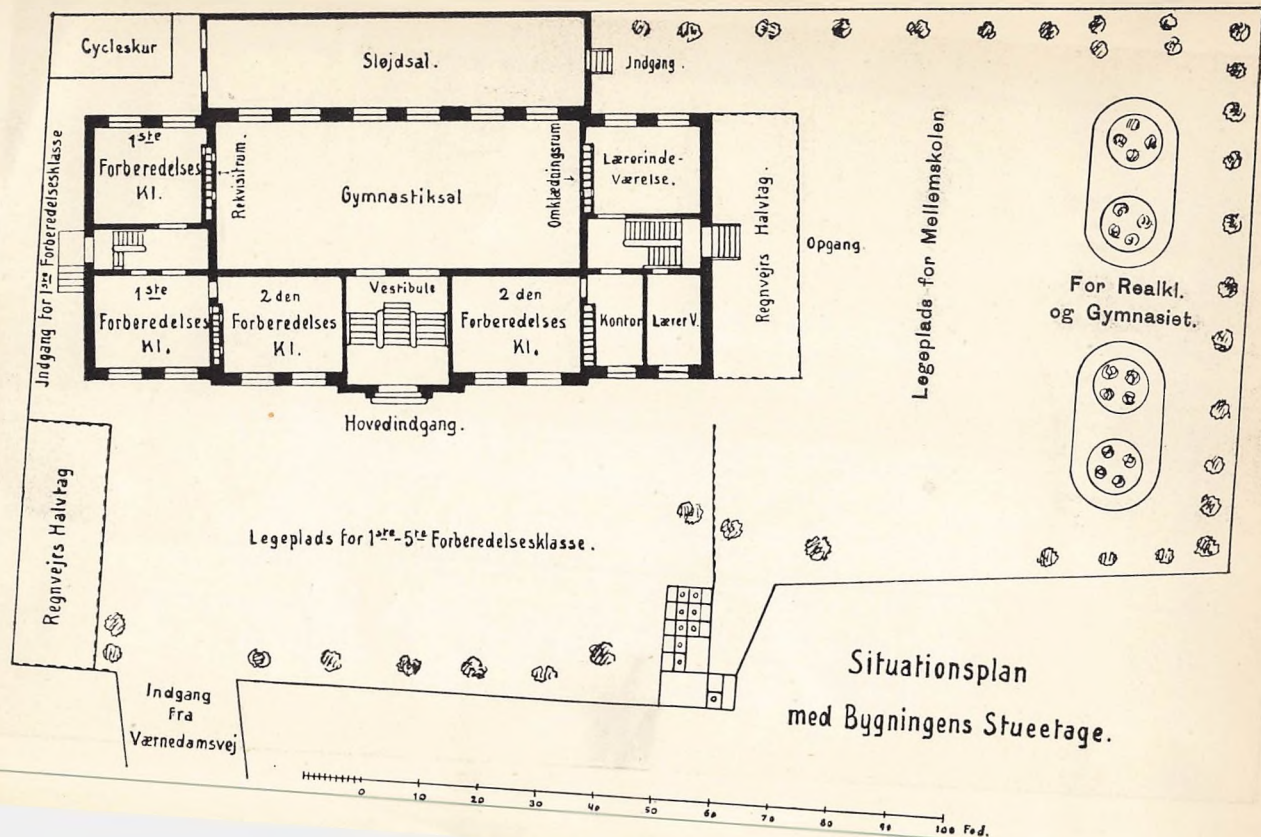 Cycleskur
Sløjdsal.
Jndgang.
1ste
Forberedelses
Kl.
Rekvisitrum.
Gymnastiksal
Omklædningsrum
Lærerinde-
Værelse.
Regnvejrs Halvtag.
Opgang.
Legeplads for Mellemskolen
For Realkl.
og Gymnasiet.
Jndgang for 1ste Forberedelsesklasse
1ste
Forberedelses
Kl.
2den
Forberedelses
Kl.
Vestibule
2den
Forberedelses
Kl.
Kontor
Lærer V.
Hovedindgang.
Regnvejrs Halvtag
Legeplads for 1ste-5te Forberedelsesklasse.
Indgang
Fra
Værnedamsvej
Situationsplan
med Bygningens Stueetage.
0 10 20 30 40 50 60 70 80 90 100 Fod.